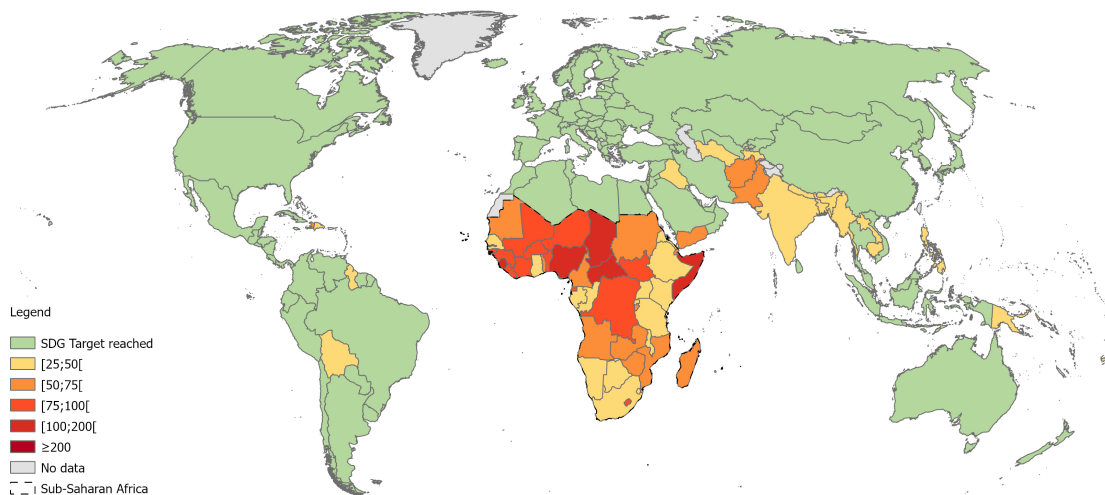 Legend
SDG Target reached
[25;50[
[50;75[
[75;100[
[100;200[
≥200
No data
Sub-Saharan Africa